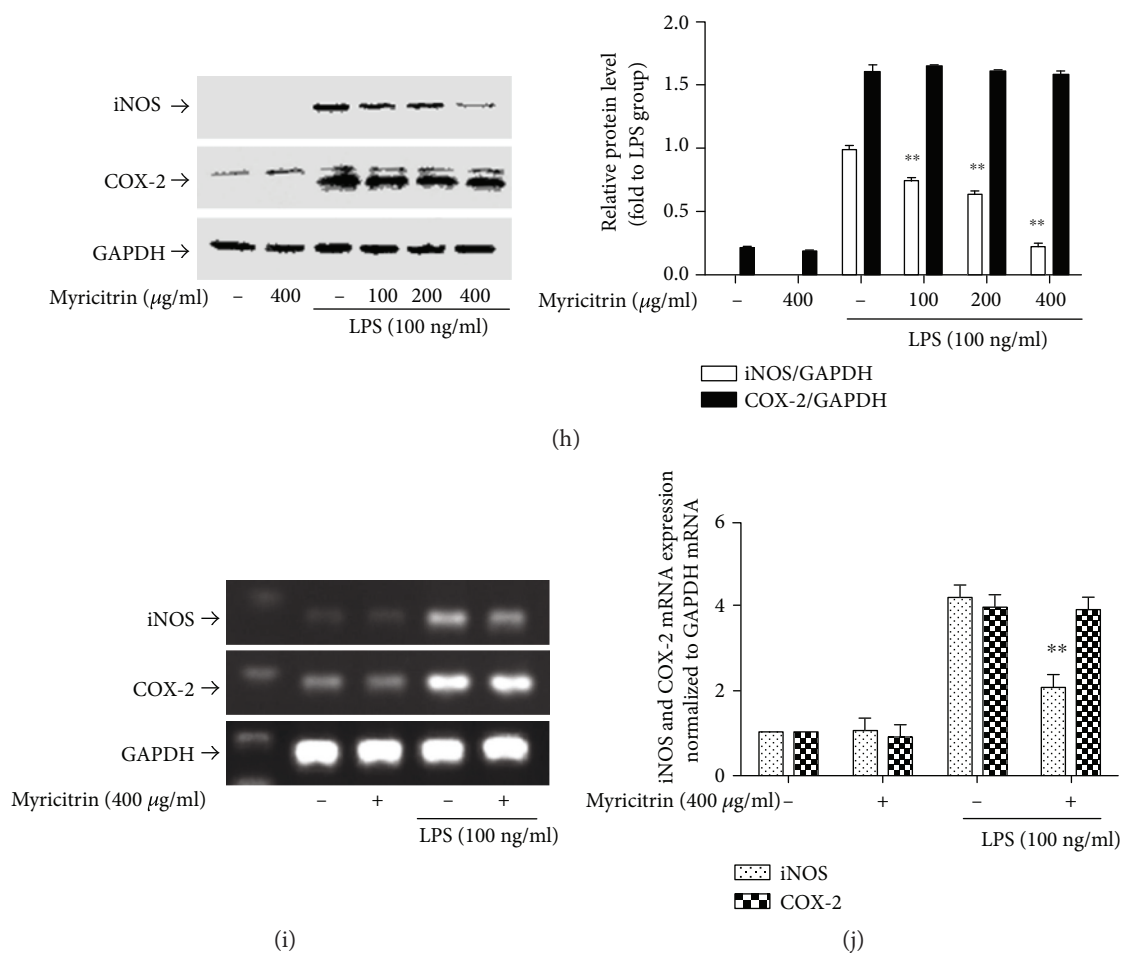 iNOS →
COX-2 →
GAPDH →
Myricitrin (μg/ml) – 400 – 100 200 400
LPS (100 ng/ml)
Relative protein level
(fold to LPS group)
2.0
1.5
1.0
0.5
0.0
** ** **
Myricitrin (μg/ml) – 400 – 100 200 400
LPS (100 ng/ml)
iNOS/GAPDH
COX-2/GAPDH
(h)
iNOS →
COX-2 →
GAPDH →
Myricitrin (400 μg/ml) – + – +
LPS (100 ng/ml)
(i)
iNOS and COX-2 mRNA expression
normalized to GAPDH mRNA
6
4
2
0
**
Myricitrin (400 μg/ml) – + – +
LPS (100 ng/ml)
iNOS
COX-2
(j)